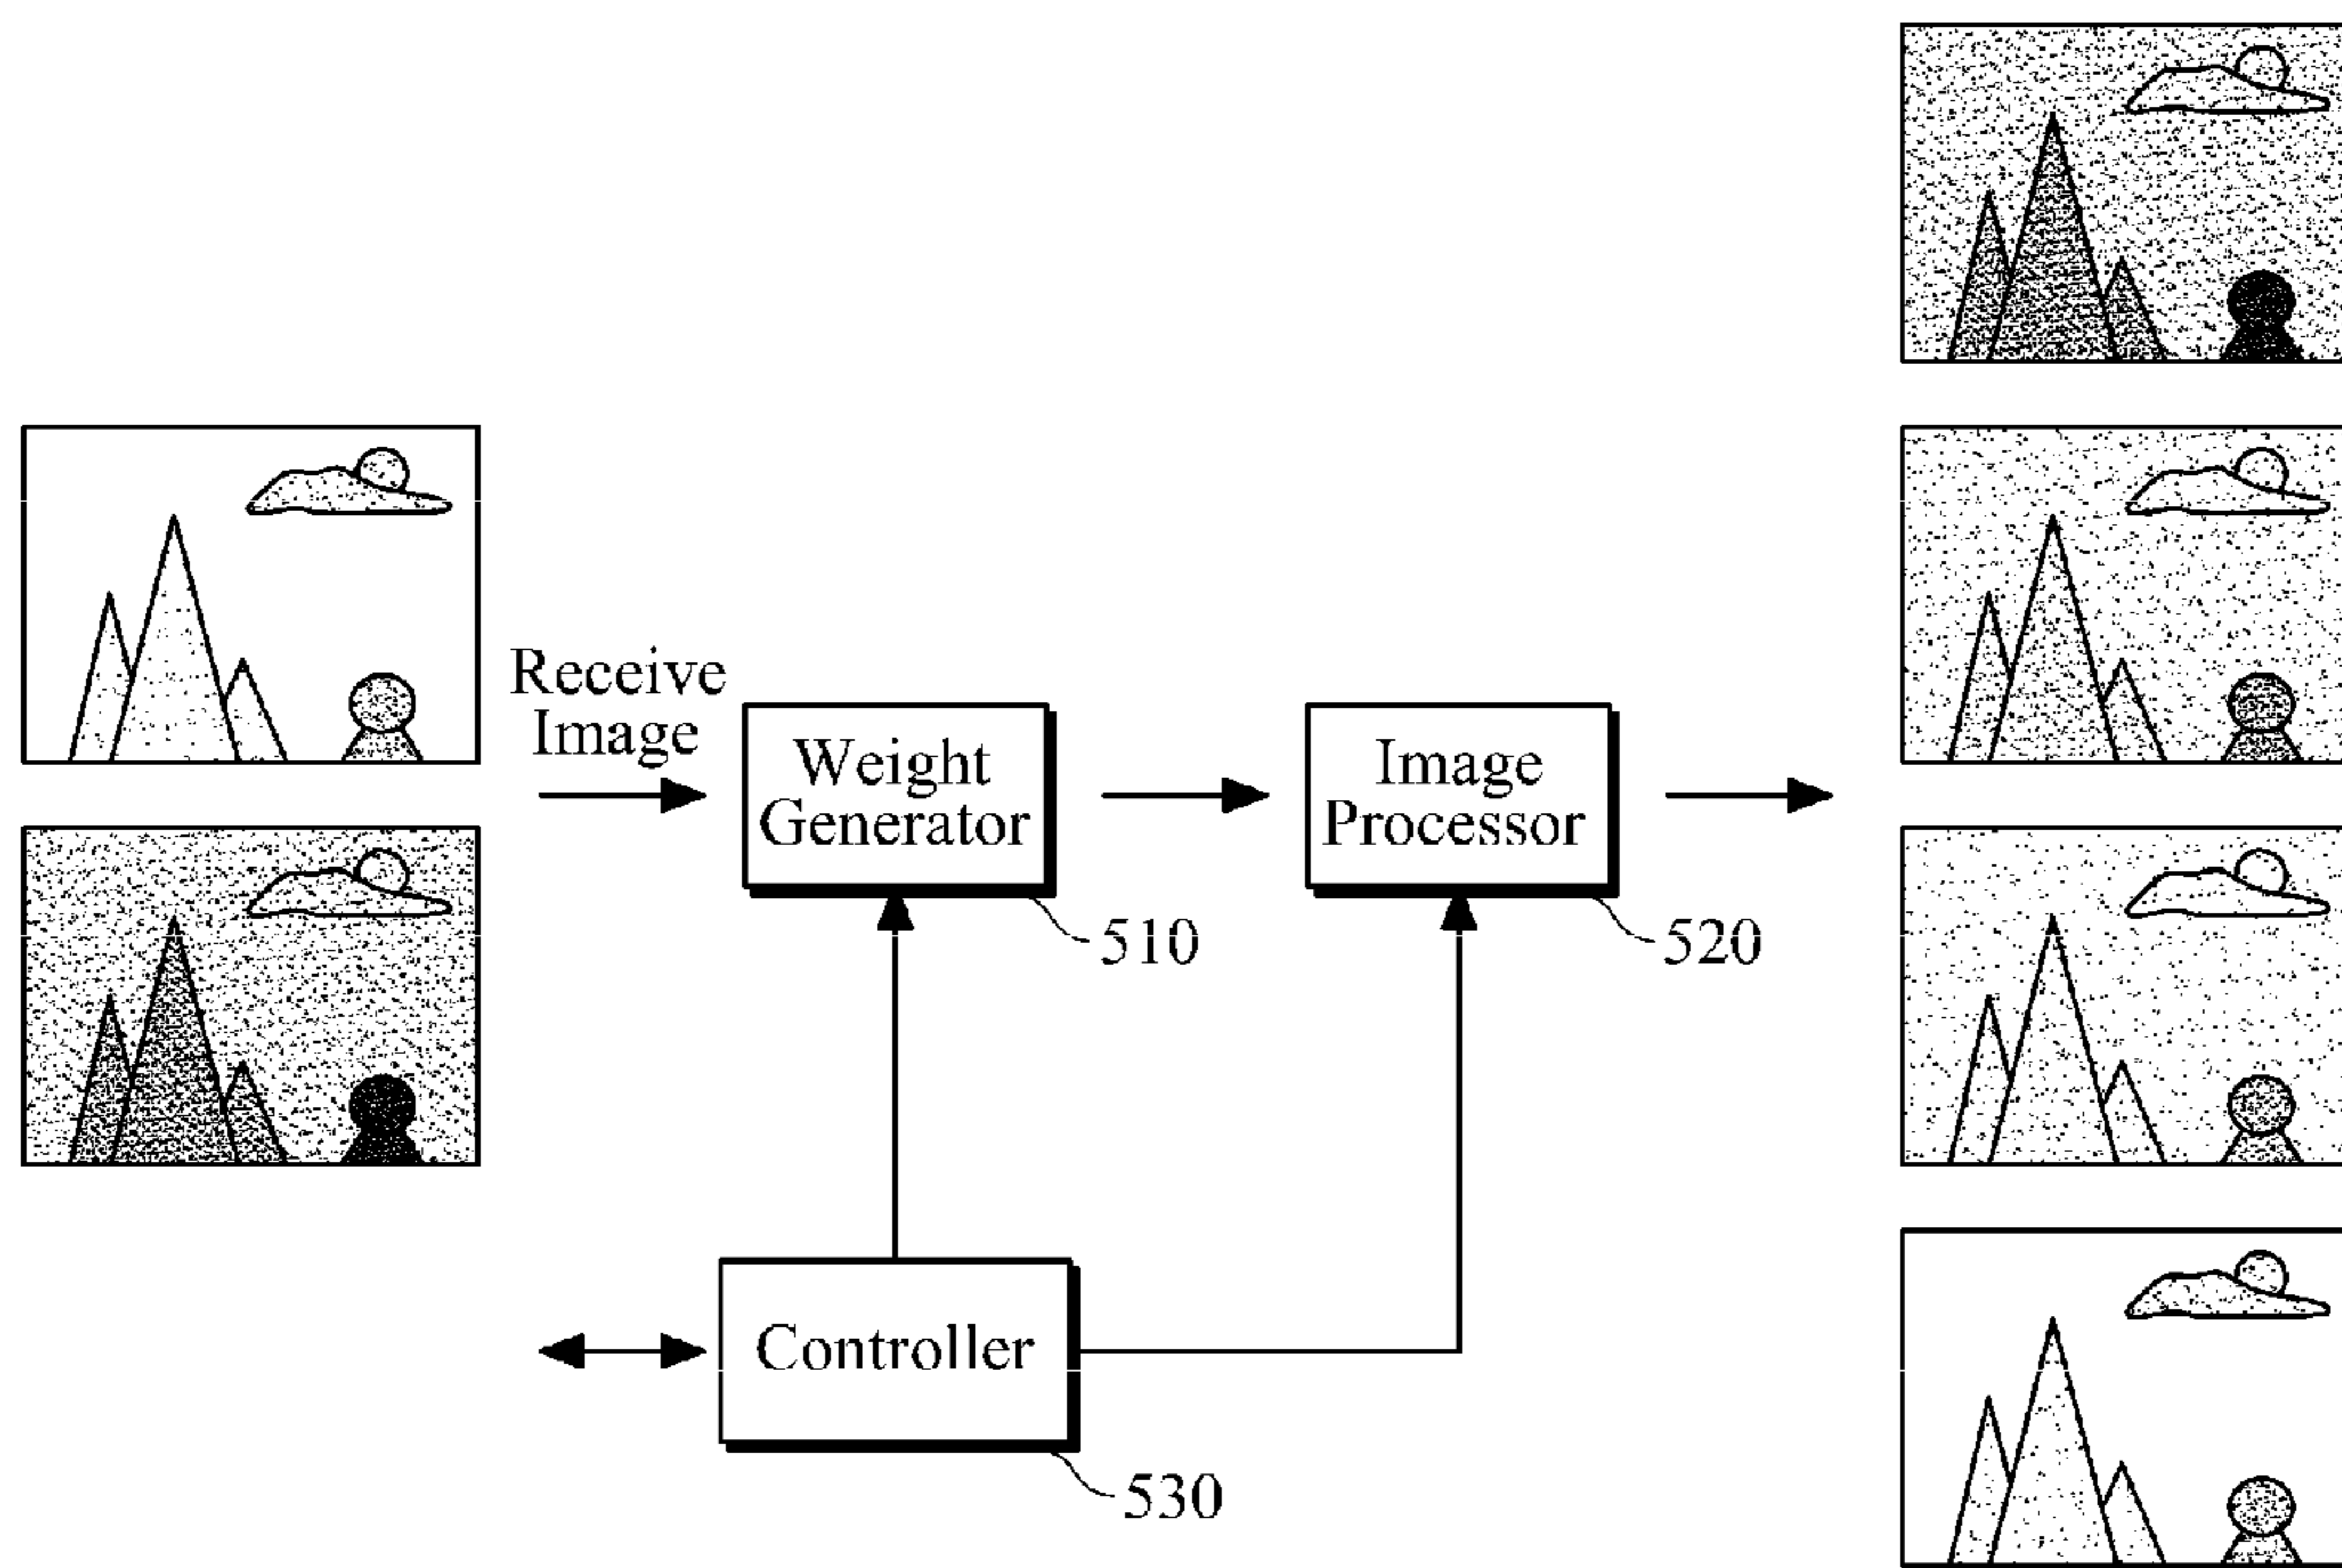 Receive
Image
Weight
Generator
Image
Processor
510
520
Controller
530